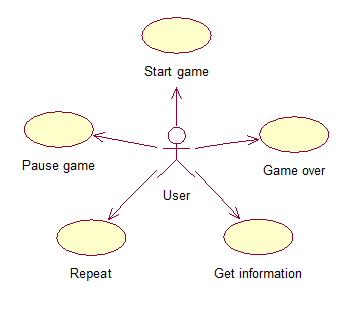 Start game
Pause game
Game over
User
Repeat
Get information